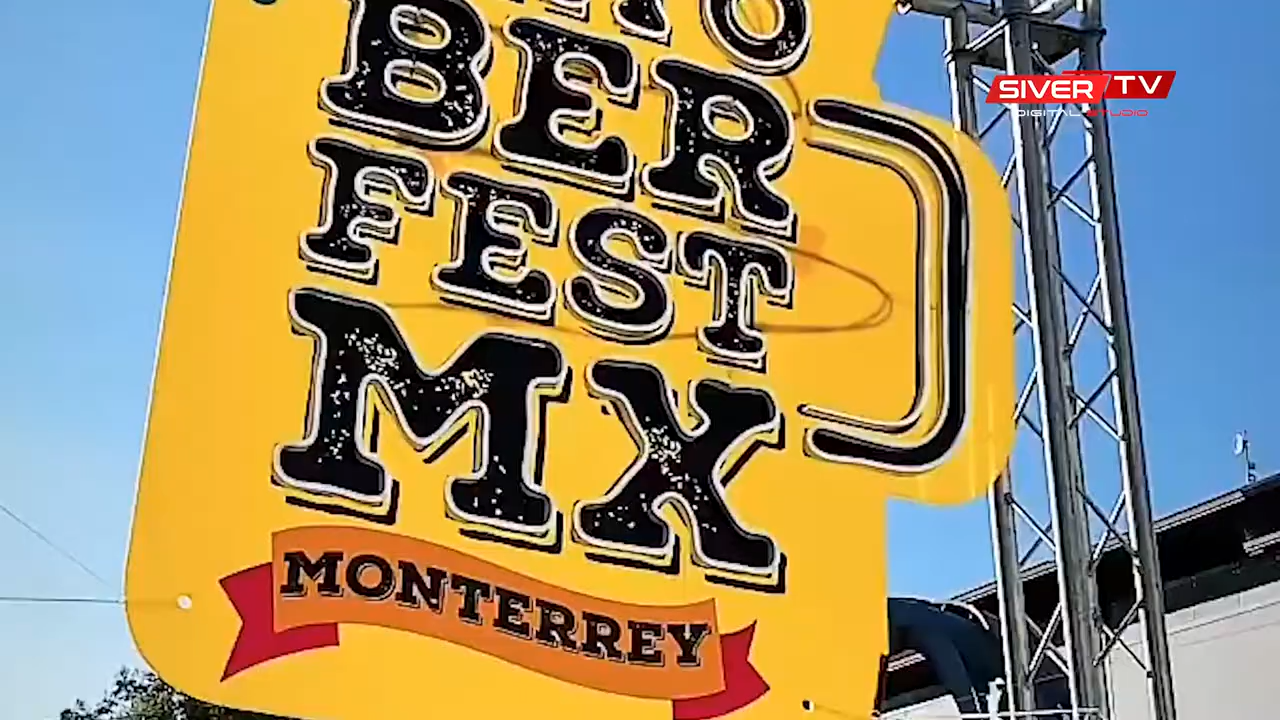 BER
FEST
MX
MONTERREY
SIVER TV
DIGITAL STUDIO